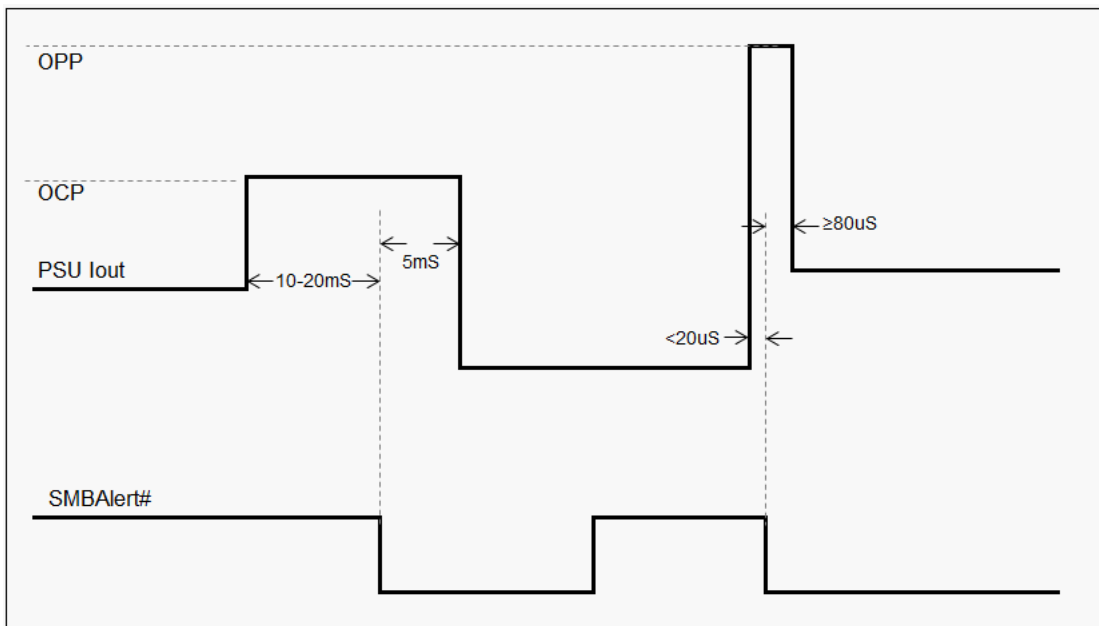 OPP
OCP
≥80uS
5mS
PSU Iout
10-20mS
<20uS
SMBAlert#